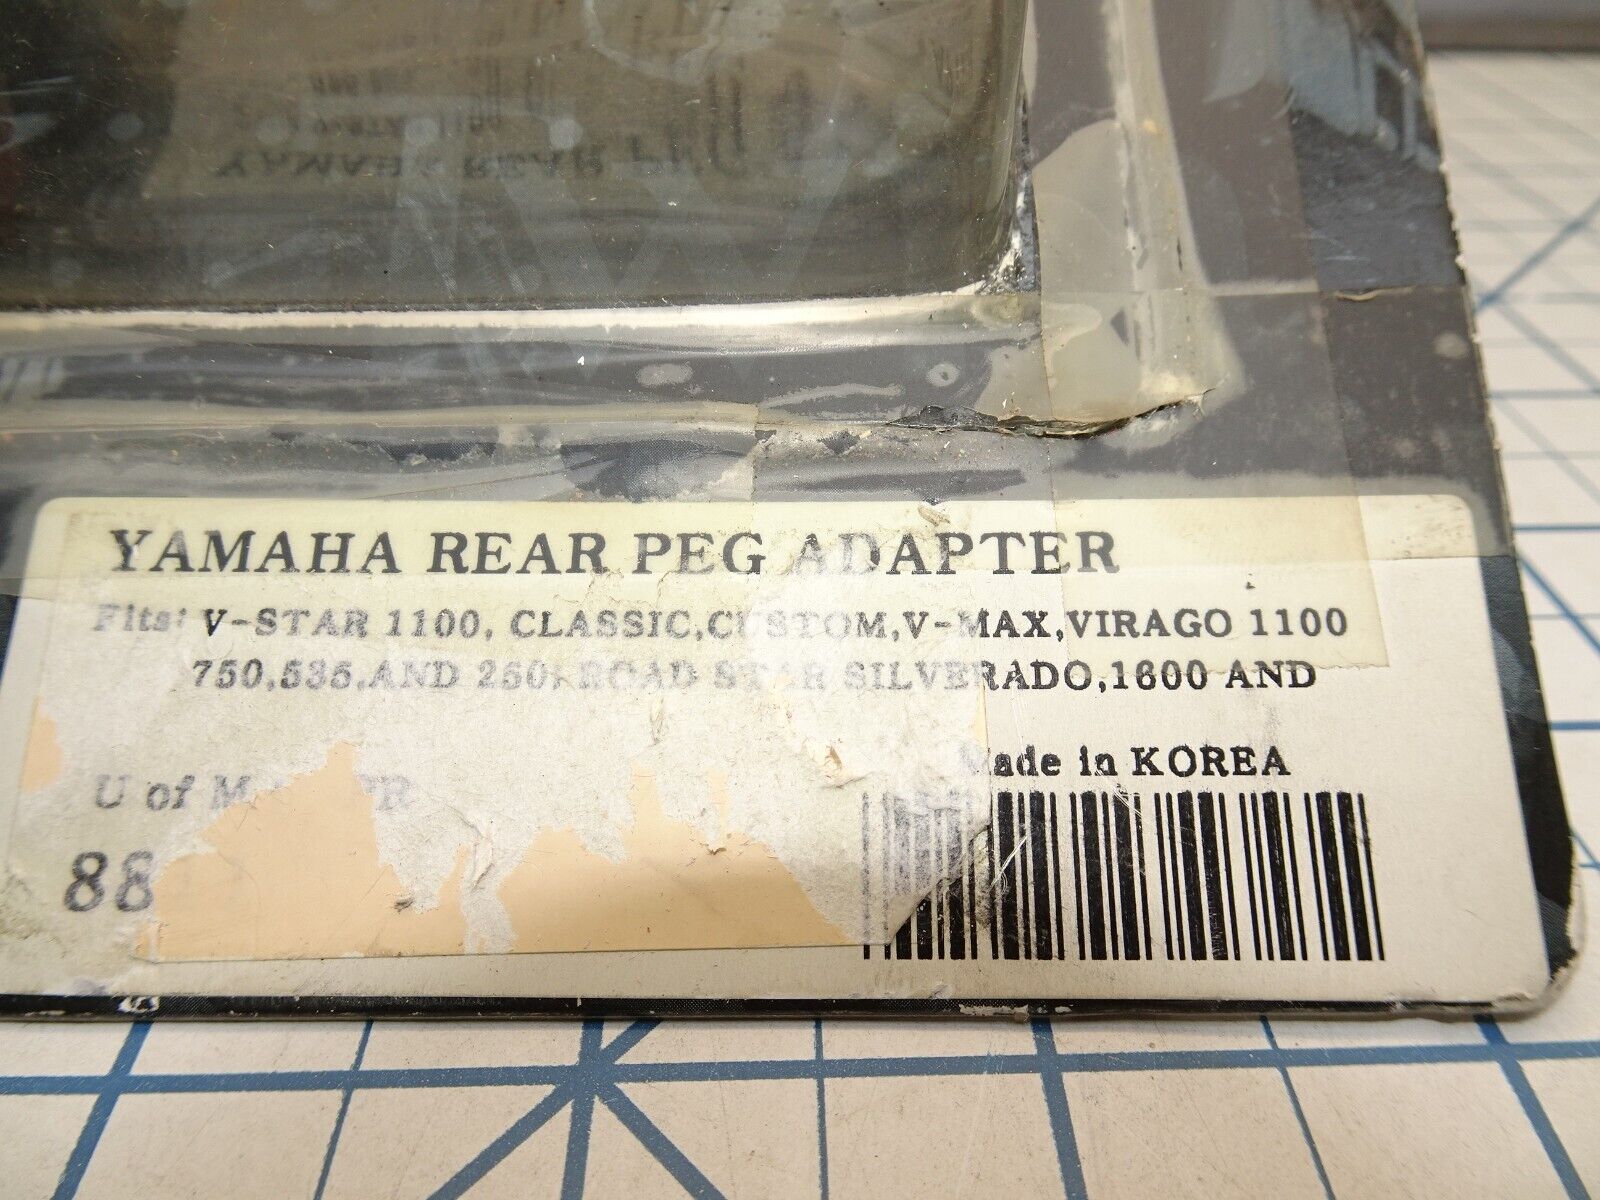 YAMAHA REAR PEG ADAPTER
Fits: V-STAR 1100, CLASSIC,CUSTOM,V-MAX,VIRAGO 1100
750,535,AND 250; ROAD STAR SILVERADO,1600 AND
Made in KOREA
U of M
88